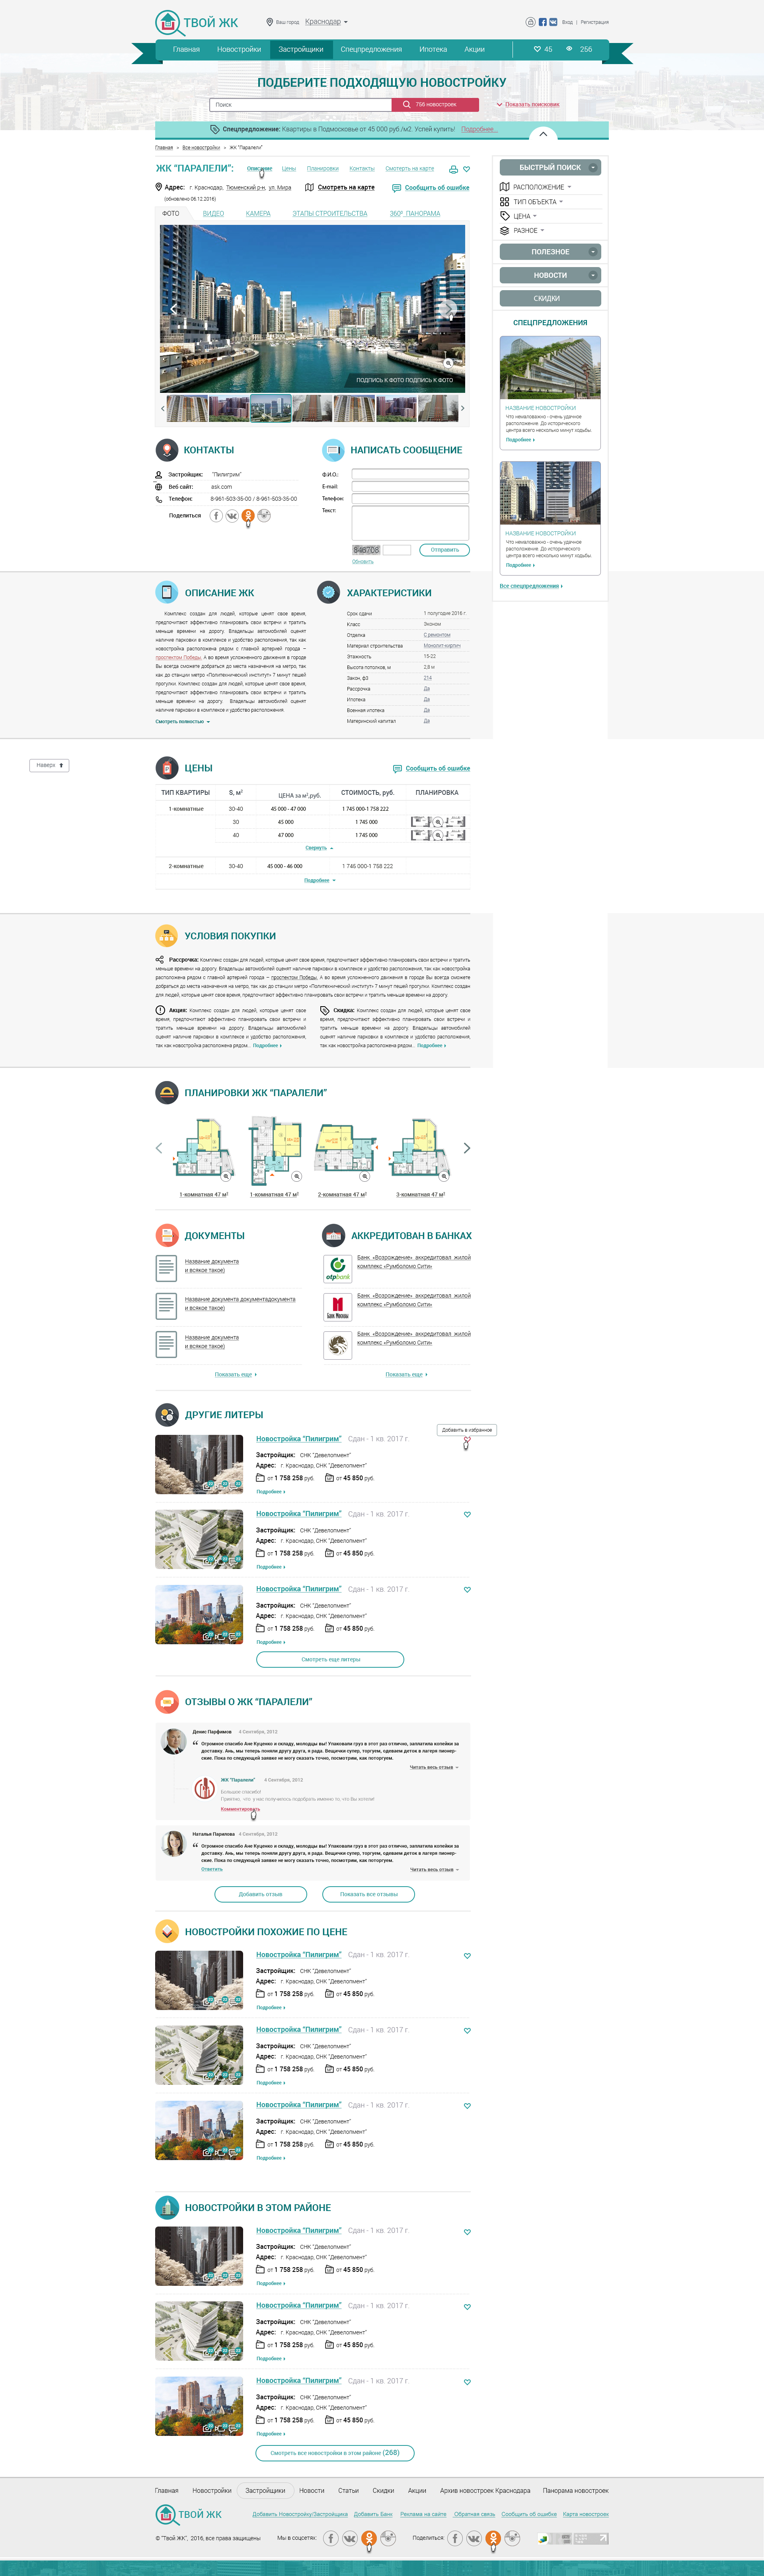 ТВОЙ ЖК
Ваш город: Краснодар
Вход | Регистрация
Главная Новостройки Застройщики Спецпредложения Ипотека Акции 45 256
ПОДБЕРИТЕ ПОДХОДЯЩУЮ НОВОСТРОЙКУ
Поиск 756 новостроек Показать поисковик
Спецпредложение: Квартиры в Подмосковье от 45 000 руб./м2. Успей купить! Подробнее...
Главная » Все новостройки » ЖК "Паралели"
ЖК "ПАРАЛЕЛИ": Описание Цены Планировки Контакты Смотерть на карте
Адрес: г. Краснодар, Тюменский р-н, ул. Мира Смотреть на карте Сообщить об ошибке
(обновлено 06.12.2016)
ФОТО ВИДЕО КАМЕРА ЭТАПЫ СТРОИТЕЛЬСТВА 360º ПАНОРАМА
ПОДПИСЬ К ФОТО ПОДПИСЬ К ФОТО
БЫСТРЫЙ ПОИСК
РАСПОЛОЖЕНИЕ
ТИП ОБЪЕКТА
ЦЕНА
РАЗНОЕ
ПОЛЕЗНОЕ
НОВОСТИ
СКИДКИ
СПЕЦПРЕДЛОЖЕНИЯ
НАЗВАНИЕ НОВОСТРОЙКИ
Что немаловажно - очень удачное
расположение. До исторического
центра всего несколько минут ходьбы.
Подробнее
НАЗВАНИЕ НОВОСТРОЙКИ
Что немаловажно - очень удачное
расположение. До исторического
центра всего несколько минут ходьбы.
Подробнее
Все спецпредложения
КОНТАКТЫ
Застройщик: "Пилигрим"
Веб сайт: ask.com
Телефон: 8-961-503-35-00 / 8-961-503-35-00
Поделиться
НАПИСАТЬ СООБЩЕНИЕ
Ф.И.О.:
E-mail:
Телефон:
Текст:
Отправить
Обновить
ОПИСАНИЕ ЖК
Комплекс создан для людей, которые ценят свое время,
предпочитают эффективно планировать свои встречи и тратить
меньше времени на дорогу. Владельцы автомобилей оценят
наличие парковки в комплексе и удобство расположения, так как
новостройка расположена рядом с главной артерией города –
проспектом Победы. А во время усложненного движения в городе
Вы всегда сможете добраться до места назначения на метро, так
как до станции метро «Политехнический институт» 7 минут пешей
прогулки. Комплекс создан для людей, которые ценят свое время,
предпочитают эффективно планировать свои встречи и тратить
меньше времени на дорогу. Владельцы автомобилей оценят
наличие парковки в комплексе и удобство расположения.
Смотреть полностью
ХАРАКТЕРИСТИКИ
Срок сдачи 1 полугодие 2016 г.
Класс Эконом
Отделка С ремонтом
Материал строительства Монолит-кирпич
Этажность 15-22
Высота потолков, м 2,8 м
Закон, фз 214
Рассрочка Да
Ипотека Да
Военная ипотека Да
Материнский капитал Да
Наверх
ЦЕНЫ Сообщить об ошибке
ТИП КВАРТИРЫ S, м² ЦЕНА за м²,руб. СТОИМОСТЬ, руб. ПЛАНИРОВКА
1-комнатные 30-40 45 000 - 47 000 1 745 000-1 758 222
30 45 000 1 745 000
40 47 000 1 745 000
Свернуть
2-комнатные 30-40 45 000 - 46 000 1 745 000-1 758 222
Подробнее
УСЛОВИЯ ПОКУПКИ
Рассрочка: Комплекс создан для людей, которые ценят свое время, предпочитают эффективно планировать свои встречи и тратить
меньше времени на дорогу. Владельцы автомобилей оценят наличие парковки в комплексе и удобство расположения, так как новостройка
расположена рядом с главной артерией города – проспектом Победы. А во время усложненного движения в городе Вы всегда сможете
добраться до места назначения на метро, так как до станции метро «Политехнический институт» 7 минут пешей прогулки. Комплекс создан
для людей, которые ценят свое время, предпочитают эффективно планировать свои встречи и тратить меньше времени на дорогу.
Акция: Комплекс создан для людей, которые ценят свое
время, предпочитают эффективно планировать свои встречи и
тратить меньше времени на дорогу. Владельцы автомобилей
оценят наличие парковки в комплексе и удобство расположения,
так как новостройка расположена рядом... Подробнее
Скидка: Комплекс создан для людей, которые ценят свое
время, предпочитают эффективно планировать свои встречи и
тратить меньше времени на дорогу. Владельцы автомобилей
оценят наличие парковки в комплексе и удобство расположения,
так как новостройка расположена рядом... Подробнее
ПЛАНИРОВКИ ЖК "ПАРАЛЕЛИ"
1-комнатная 47 м² 1-комнатная 47 м² 2-комнатная 47 м² 3-комнатная 47 м²
ДОКУМЕНТЫ
Название документа
и всякое такое)
Название документа документадокумента
и всякое такое)
Название документа
и всякое такое)
Показать еще
АККРЕДИТОВАН В БАНКАХ
otpbank
Банк «Возрождение» аккредитовал жилой
комплекс «Румболомо Сити»
Банк Москвы
Банк «Возрождение» аккредитовал жилой
комплекс «Румболомо Сити»
Банк «Возрождение» аккредитовал жилой
комплекс «Румболомо Сити»
Показать еще
ДРУГИЕ ЛИТЕРЫ
Добавить в избранное
Новостройка "Пилигрим" Сдан - 1 кв. 2017 г.
Застройщик: СНК "Девелопмент"
Адрес: г. Краснодар, СНК "Девелопмент"
от 1 758 258 руб. от 45 850 руб.
Подробнее
Новостройка "Пилигрим" Сдан - 1 кв. 2017 г.
Застройщик: СНК "Девелопмент"
Адрес: г. Краснодар, СНК "Девелопмент"
от 1 758 258 руб. от 45 850 руб.
Подробнее
Новостройка "Пилигрим" Сдан - 1 кв. 2017 г.
Застройщик: СНК "Девелопмент"
Адрес: г. Краснодар, СНК "Девелопмент"
от 1 758 258 руб. от 45 850 руб.
Подробнее
Смотреть еще литеры
ОТЗЫВЫ О ЖК "ПАРАЛЕЛИ"
Денис Парфенов 4 Сентября, 2012
Огромное спасибо Ане Куценко и складу, молодцы вы! Упаковали груз в этот раз отлично, заплатила копейки за
доставку. Ань, мы теперь поняли другу друга, я рада. Вещички супер, торгуем, одеваем деток в лагеря пионер-
ские. Пока по следующей заявке не могу сказать точно, посмотрим, как поторгуем.
Читать весь отзыв
ЖК "Паралели" 4 Сентября, 2012
Большое спасибо!
Приятно, что у нас получилось подобрать именно то, что Вы хотели!
Комментировать
Наталья Парилова 4 Сентября, 2012
Огромное спасибо Ане Куценко и складу, молодцы вы! Упаковали груз в этот раз отлично, заплатила копейки за
доставку. Ань, мы теперь поняли другу друга, я рада. Вещички супер, торгуем, одеваем деток в лагеря пионер-
ские. Пока по следующей заявке не могу сказать точно, посмотрим, как поторгуем.
Ответить Читать весь отзыв
Добавить отзыв Показать все отзывы
НОВОСТРОЙКИ ПОХОЖИЕ ПО ЦЕНЕ
Новостройка "Пилигрим" Сдан - 1 кв. 2017 г.
Застройщик: СНК "Девелопмент"
Адрес: г. Краснодар, СНК "Девелопмент"
от 1 758 258 руб. от 45 850 руб.
Подробнее
Новостройка "Пилигрим" Сдан - 1 кв. 2017 г.
Застройщик: СНК "Девелопмент"
Адрес: г. Краснодар, СНК "Девелопмент"
от 1 758 258 руб. от 45 850 руб.
Подробнее
Новостройка "Пилигрим" Сдан - 1 кв. 2017 г.
Застройщик: СНК "Девелопмент"
Адрес: г. Краснодар, СНК "Девелопмент"
от 1 758 258 руб. от 45 850 руб.
Подробнее
НОВОСТРОЙКИ В ЭТОМ РАЙОНЕ
Новостройка "Пилигрим" Сдан - 1 кв. 2017 г.
Застройщик: СНК "Девелопмент"
Адрес: г. Краснодар, СНК "Девелопмент"
от 1 758 258 руб. от 45 850 руб.
Подробнее
Новостройка "Пилигрим" Сдан - 1 кв. 2017 г.
Застройщик: СНК "Девелопмент"
Адрес: г. Краснодар, СНК "Девелопмент"
от 1 758 258 руб. от 45 850 руб.
Подробнее
Новостройка "Пилигрим" Сдан - 1 кв. 2017 г.
Застройщик: СНК "Девелопмент"
Адрес: г. Краснодар, СНК "Девелопмент"
от 1 758 258 руб. от 45 850 руб.
Подробнее
Смотреть все новостройки в этом районе (268)
Главная Новостройки Застройщики Новости Статьи Скидки Акции Архив новостроек Краснодара Панорама новостроек
ТВОЙ ЖК
Добавить Новостройку/Застройщика Добавить Банк Реклама на сайте Обратная связь Сообщить об ошибке Карта новостроек
© "Твой ЖК", 2016, все права защищены Мы в соцсетях: Поделиться: